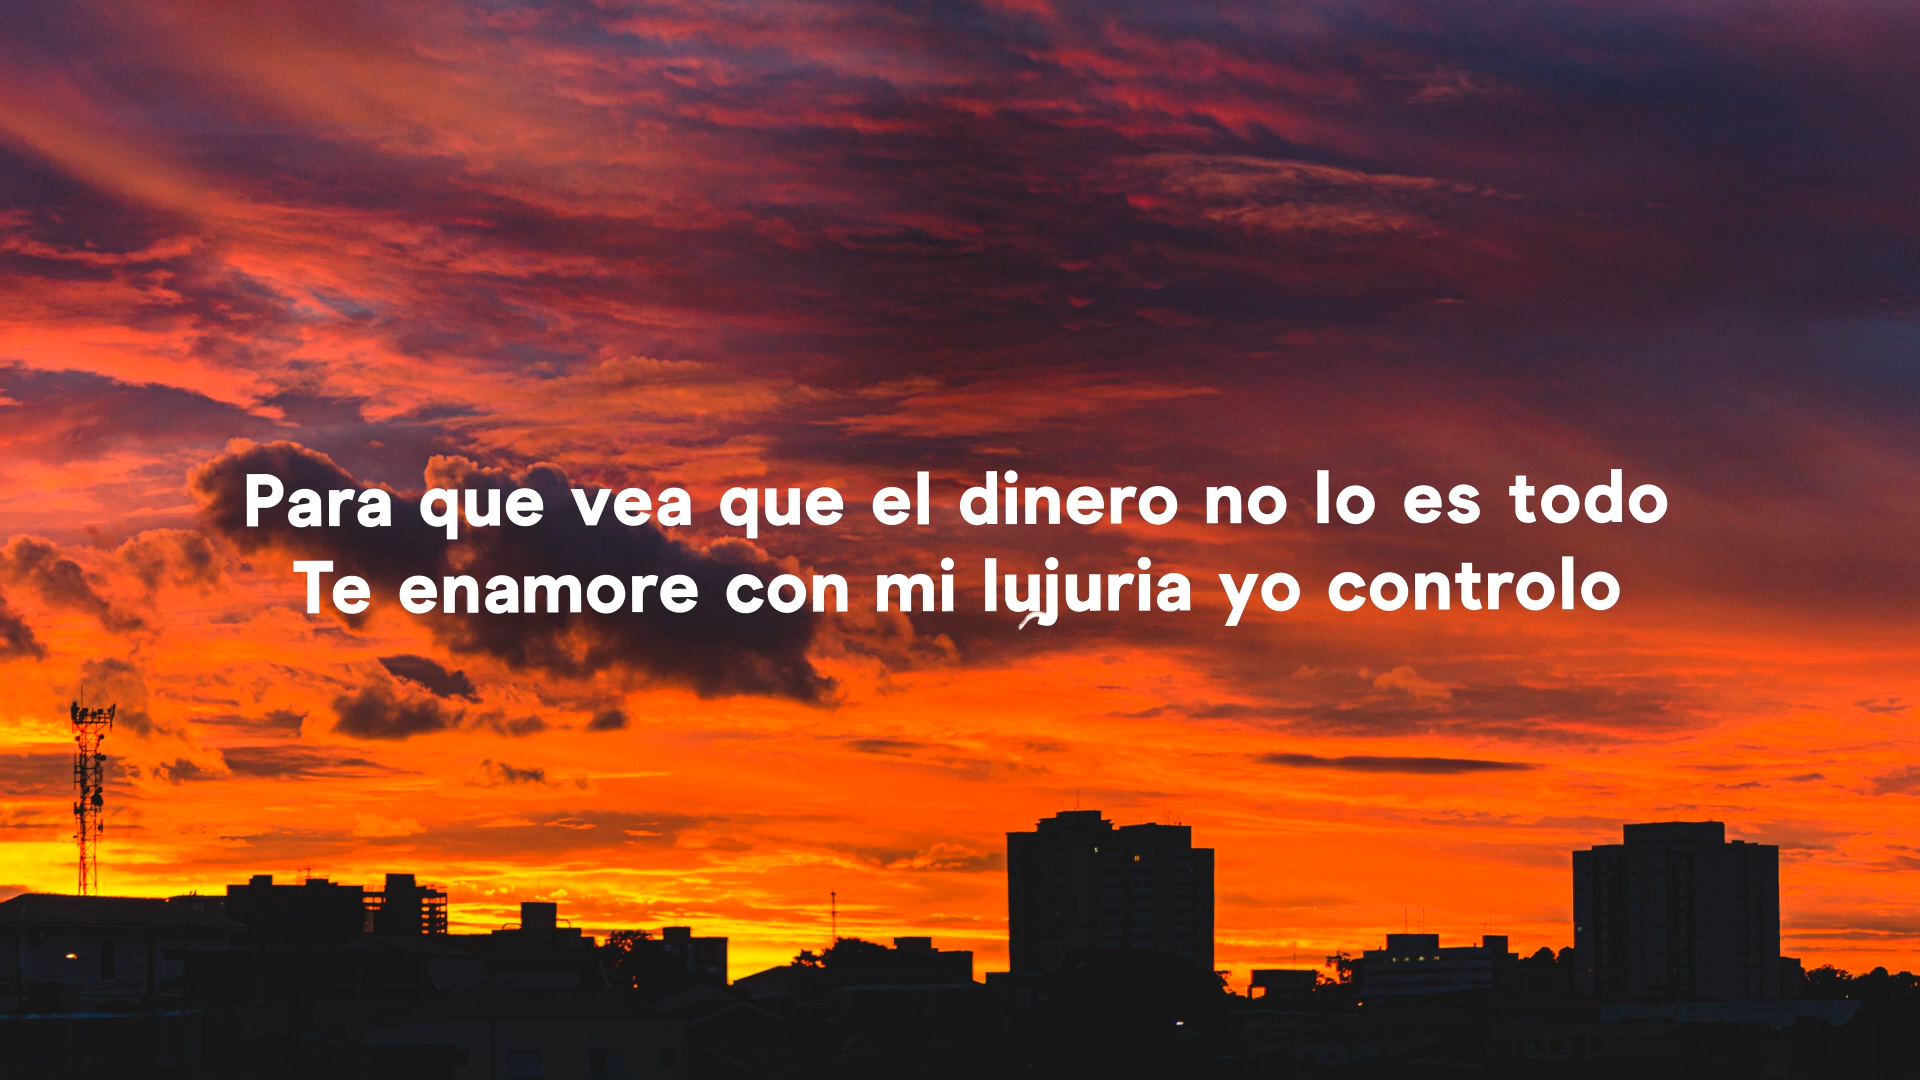 Para que vea que el dinero no lo es todo
Te enamore con mi lujuria yo controlo